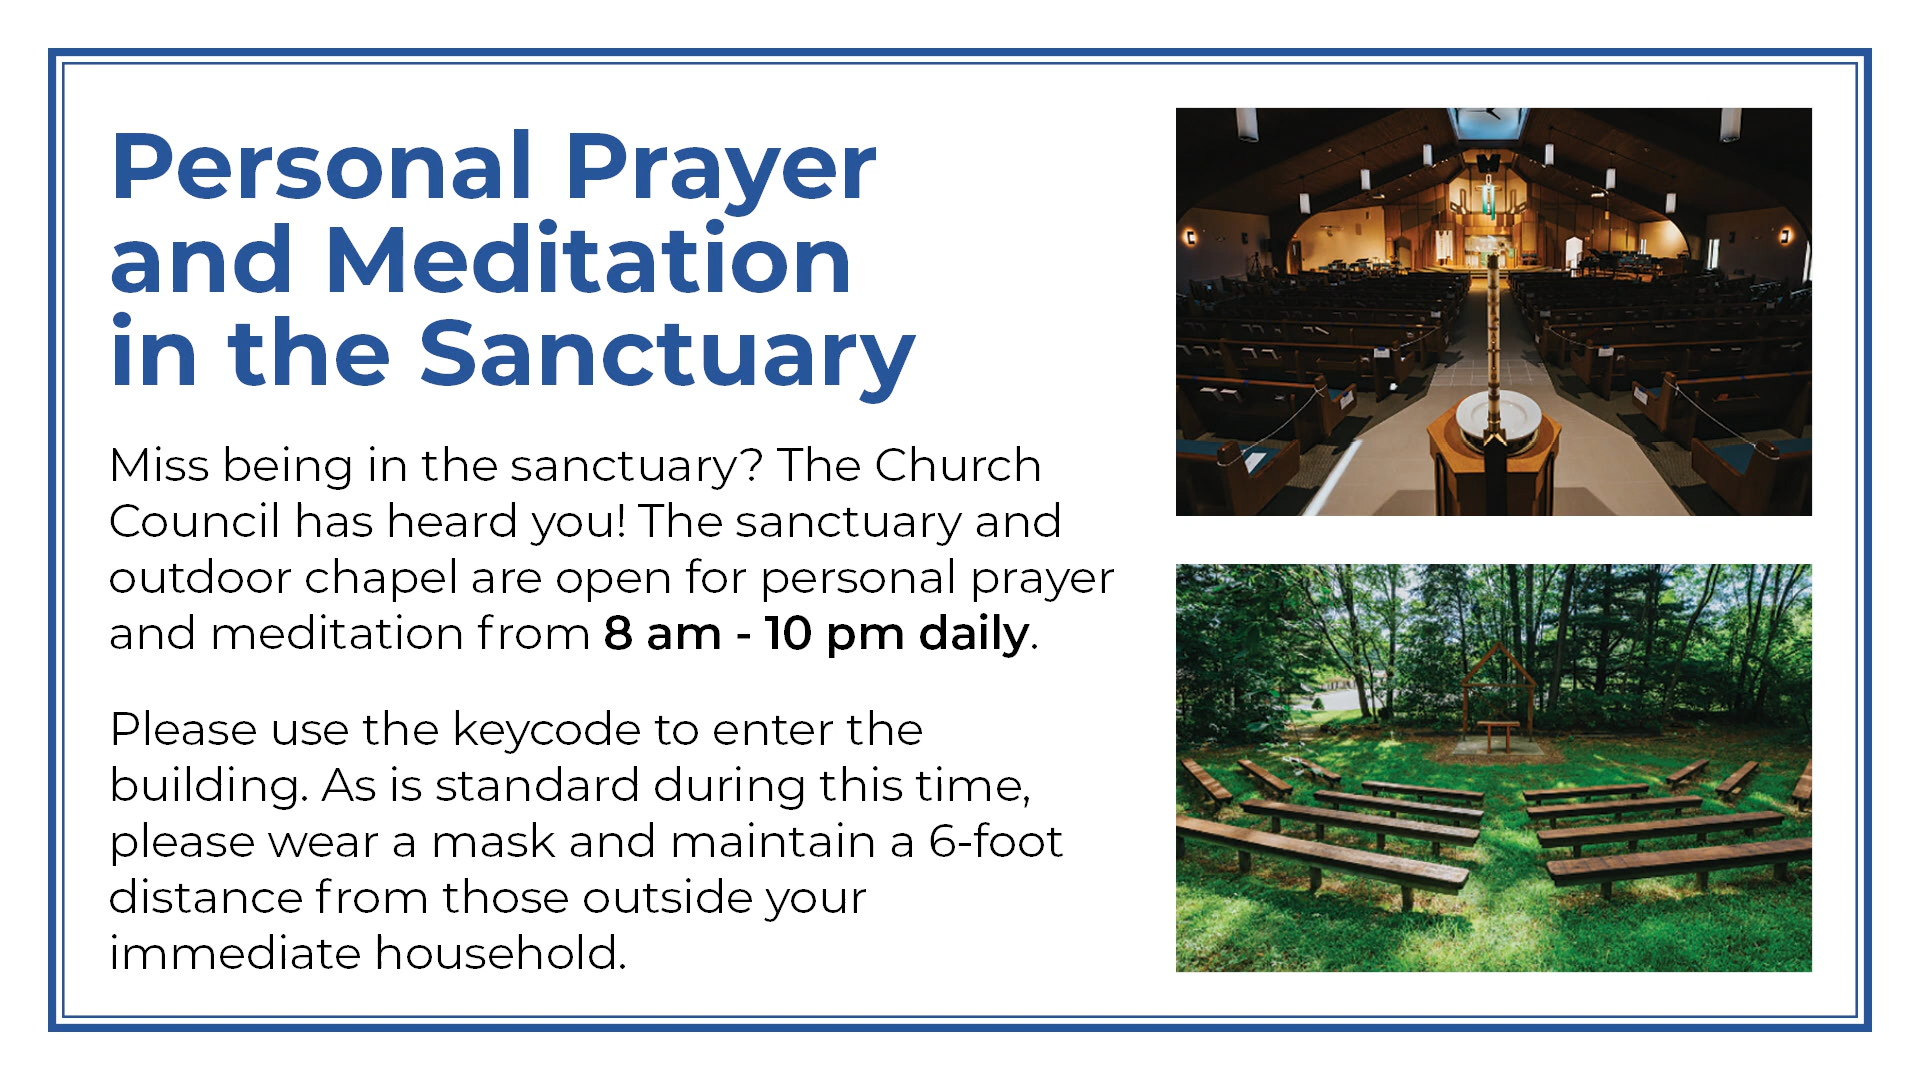 Personal Prayer
and Meditation
in the Sanctuary
Miss being in the sanctuary? The Church
Council has heard you! The sanctuary and
outdoor chapel are open for personal prayer
and meditation from 8 am - 10 pm daily.
Please use the keycode to enter the
building. As is standard during this time,
please wear a mask and maintain a 6-foot
distance from those outside your
immediate household.